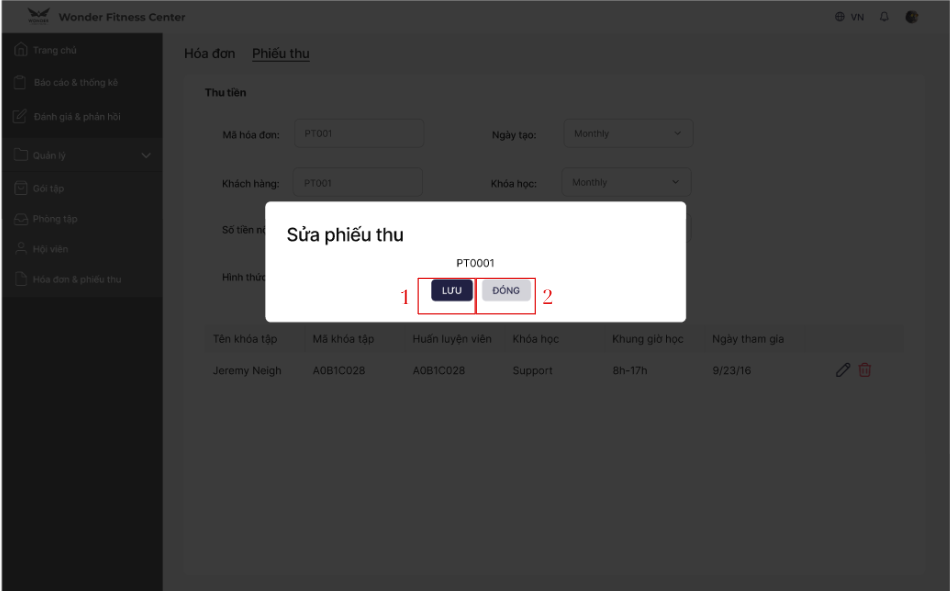 Wonder Fitness Center
VN
Trang chủ
Báo cáo & thống kê
Đánh giá & phản hồi
Quản lý
Gói tập
Phòng tập
Hội viên
Hóa đơn & phiếu thu
Hóa đơn Phiếu thu
Thu tiền
Mã hóa đơn: PT001 Ngày tạo: Monthly
Khách hàng: PT001 Khóa học: Monthly
Số tiền nợ
Hình thức
Sửa phiếu thu
PT0001
1 LƯU ĐÓNG 2
Tên khóa tập Mã khóa tập Huấn luyện viên Khóa học Khung giờ học Ngày tham gia
Jeremy Neigh A0B1C028 A0B1C028 Support 8h-17h 9/23/16